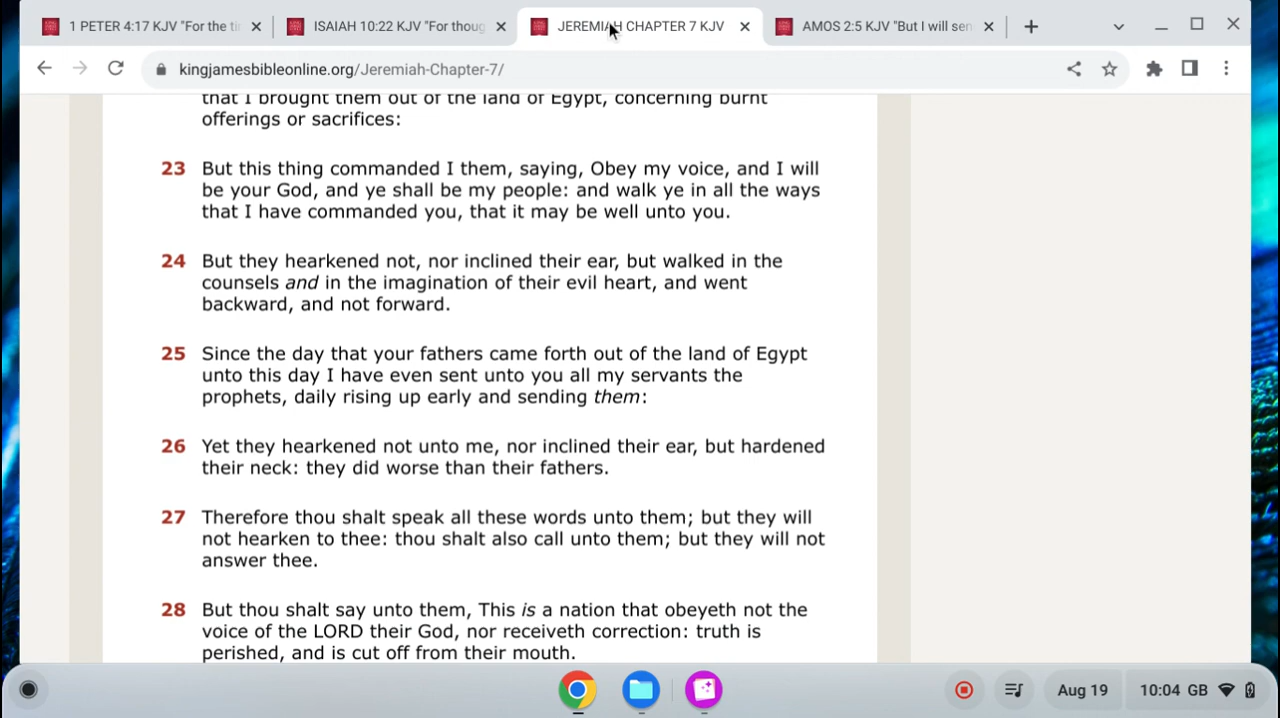 1 PETER 4:17 KJV "For the ti
ISAIAH 10:22 KJV "For thoug
JEREMIAH CHAPTER 7 KJV
AMOS 2:5 KJV "But I will sen
kingjamesbibleonline.org/Jeremiah-Chapter-7/
that I brought them out of the land of Egypt, concerning burnt
offerings or sacrifices:
23 But this thing commanded I them, saying, Obey my voice, and I will
be your God, and ye shall be my people: and walk ye in all the ways
that I have commanded you, that it may be well unto you.
24 But they hearkened not, nor inclined their ear, but walked in the
counsels and in the imagination of their evil heart, and went
backward, and not forward.
25 Since the day that your fathers came forth out of the land of Egypt
unto this day I have even sent unto you all my servants the
prophets, daily rising up early and sending them:
26 Yet they hearkened not unto me, nor inclined their ear, but hardened
their neck: they did worse than their fathers.
27 Therefore thou shalt speak all these words unto them; but they will
not hearken to thee: thou shalt also call unto them; but they will not
answer thee.
28 But thou shalt say unto them, This is a nation that obeyeth not the
voice of the LORD their God, nor receiveth correction: truth is
perished, and is cut off from their mouth.
Aug 19
10:04 GB